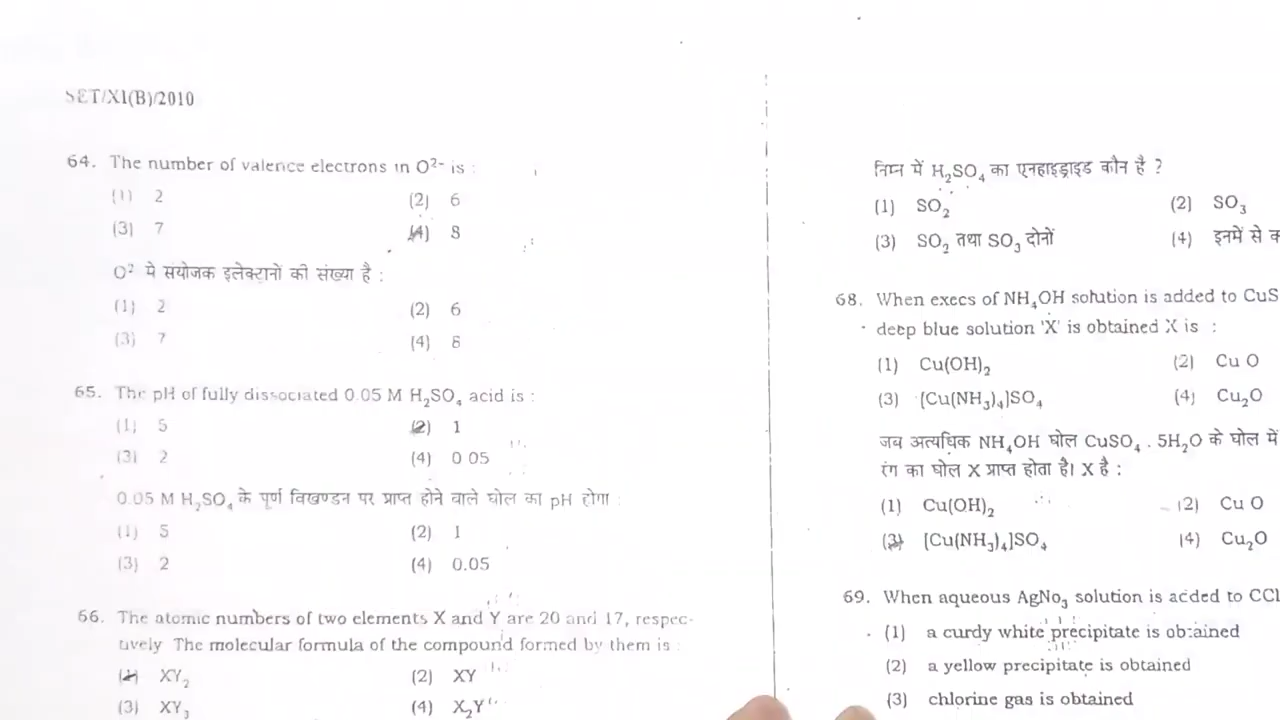 SET/XI(B)/2010
64. The number of valence electrons in O²⁻ is :
(1) 2 (2) 6
(3) 7 (4) 8
O² में संयोजक इलेक्ट्रानों की संख्या है :
(1) 2 (2) 6
(3) 7 (4) 8
65. The pH of fully dissociated 0.05 M H₂SO₄ acid is :
(1) 5 (2) 1
(3) 2 (4) 0 05
0.05 M H₂SO₄ के पूर्ण विखण्डन पर प्राप्त होने वाले घोल का pH होगा :
(1) 5 (2) 1
(3) 2 (4) 0.05
66. The atomic numbers of two elements X and Y are 20 and 17, respec-
tively The molecular formula of the compound formed by them is :
(1) XY₂ (2) XY
(3) XY₃ (4) X₂Y
निम्न में H₂SO₄ का एनहाइड्राइड कौन है ?
(1) SO₂ (2) SO₃
(3) SO₂ तथा SO₃ दोनों (4) इनमें से क
68. When execs of NH₄OH solution is added to CuS
deep blue solution 'X' is obtained X is :
(1) Cu(OH)₂ (2) Cu O
(3) [Cu(NH₃)₄]SO₄ (4) Cu₂O
जब अत्यधिक NH₄OH घोल CuSO₄ . 5H₂O के घोल में
रंग का घोल X प्राप्त होता है। X है :
(1) Cu(OH)₂ (2) Cu O
(3) [Cu(NH₃)₄]SO₄ (4) Cu₂O
69. When aqueous AgNo₃ solution is added to CCl
(1) a curdy white precipitate is obtained
(2) a yellow precipitate is obtained
(3) chlorine gas is obtained